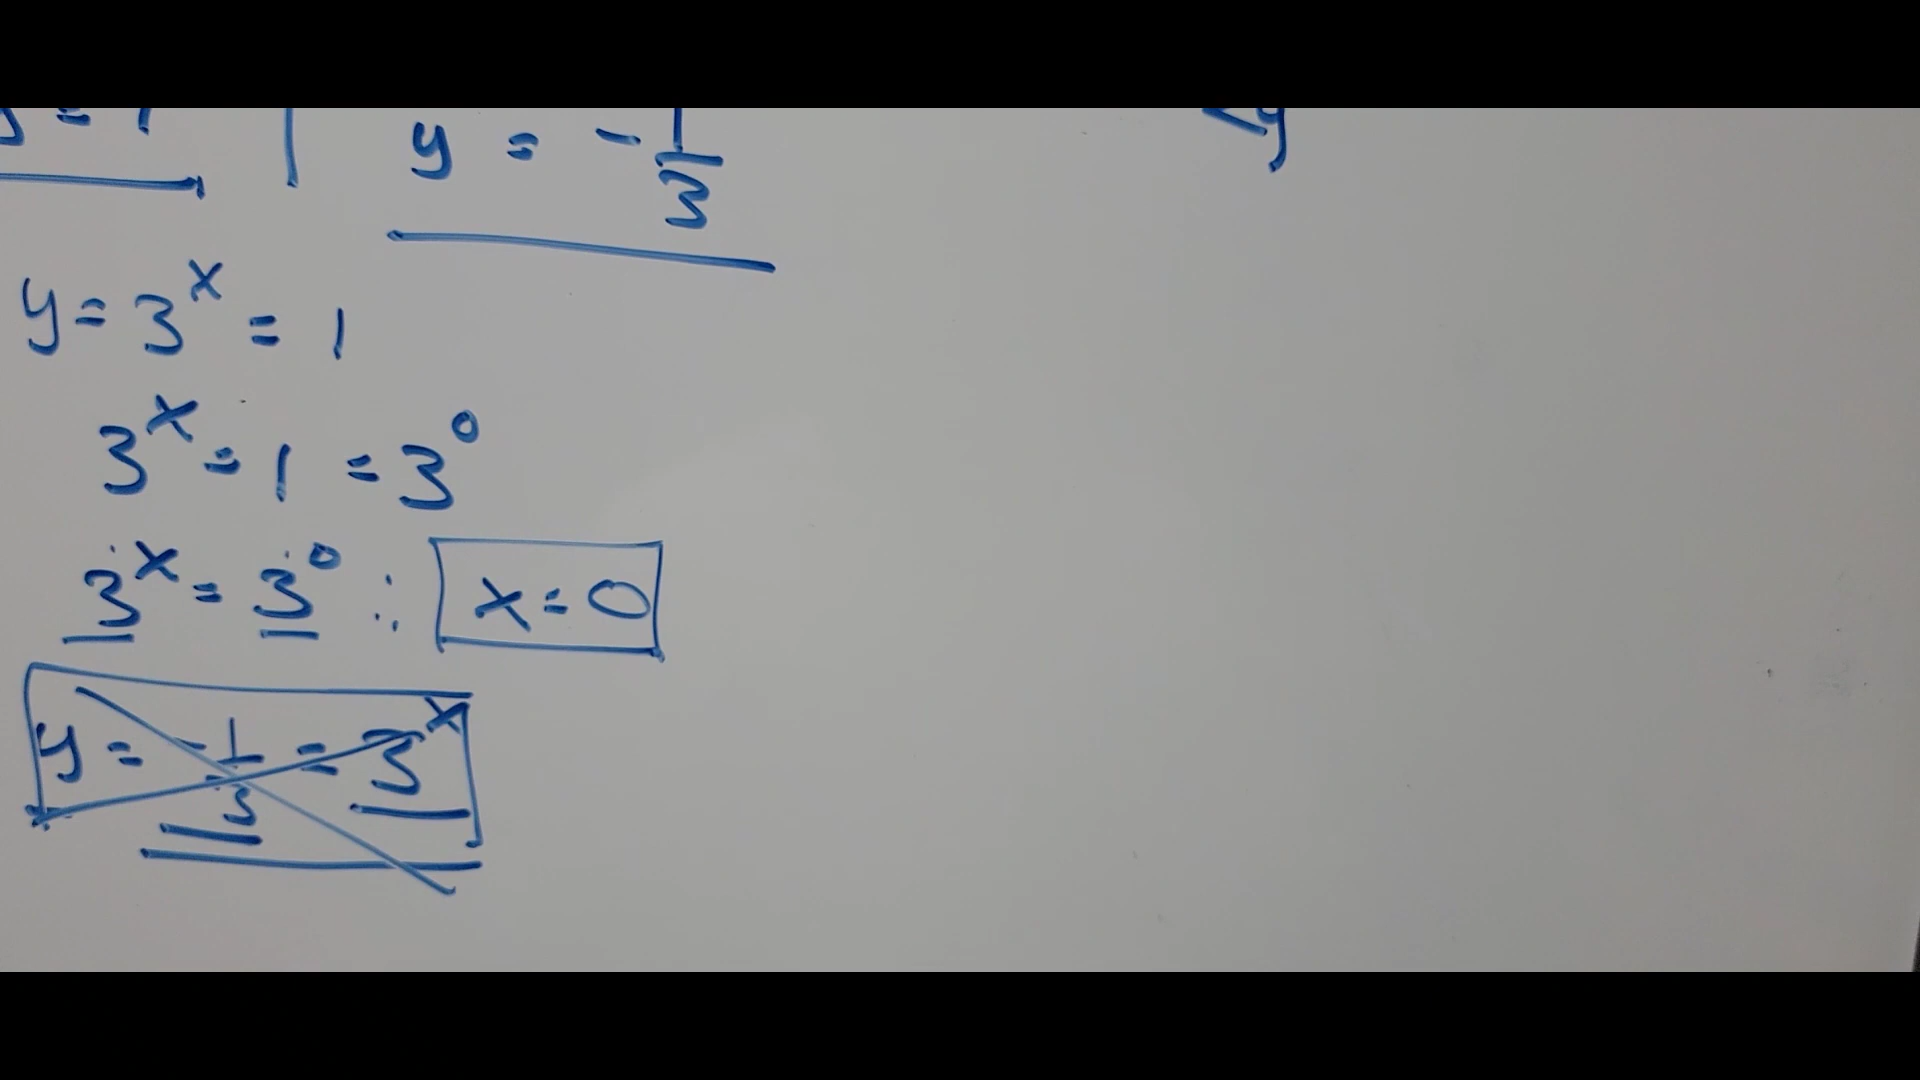 y = -1/3
y = 3^x = 1
3^x = 1 = 3^0
3^x = 3^0 ∴ x = 0
y = -1/3 = 3^x